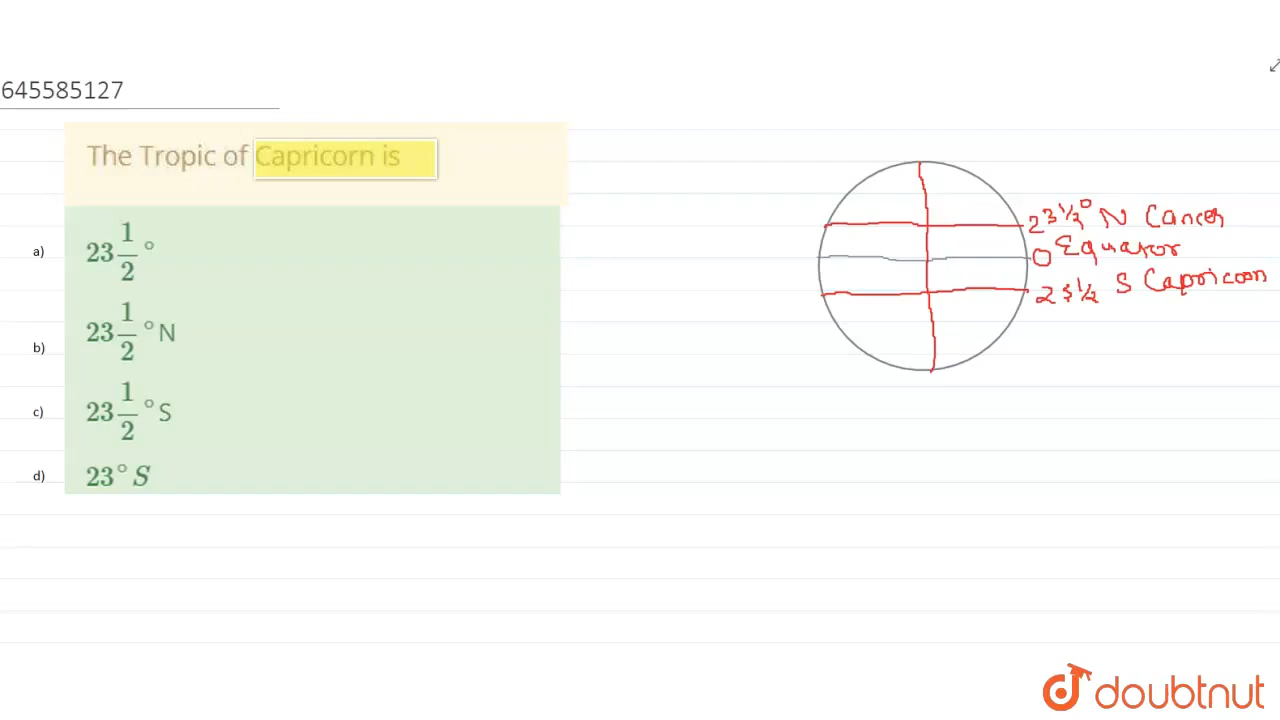 645585127
The Tropic of Capricorn is
a) 23 1/2 °
b) 23 1/2 ° N
c) 23 1/2 ° S
d) 23° S
23 1/2° N Cancer
0 Equator
23 1/2 S Capricorn
doubtnut